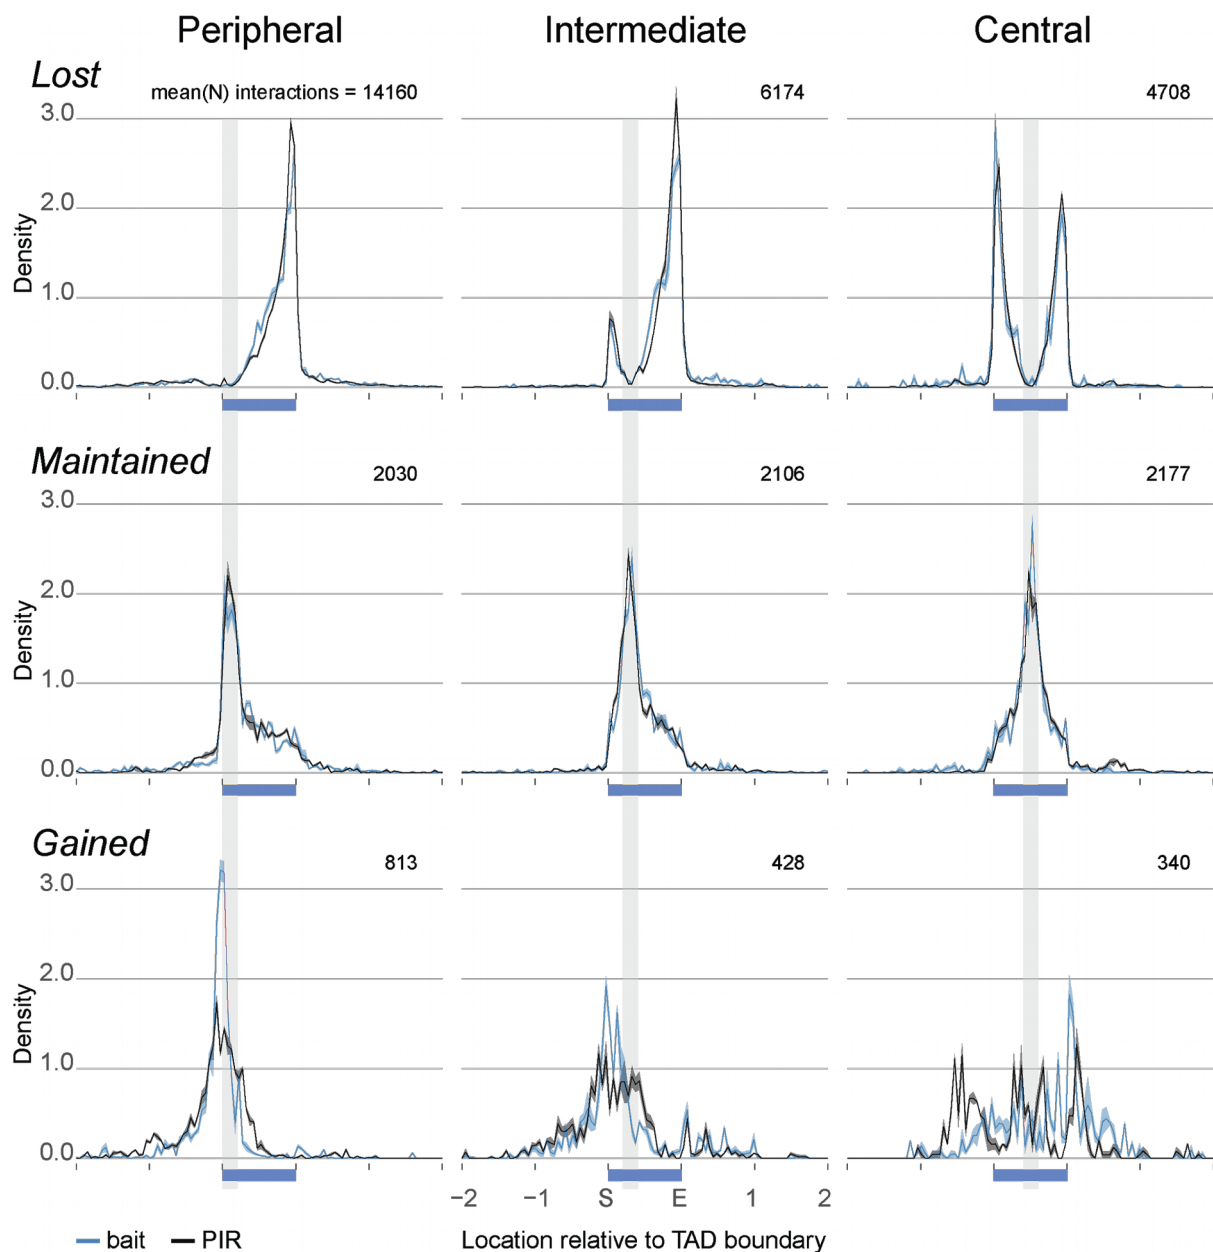 Peripheral Intermediate Central
Lost
mean(N) interactions = 14160 6174 4708
3.0
2.0
1.0
0.0
Density
Maintained
2030 2106 2177
3.0
2.0
1.0
0.0
Density
Gained
813 428 340
3.0
2.0
1.0
0.0
Density
−2 −1 S E 1 2
bait PIR Location relative to TAD boundary